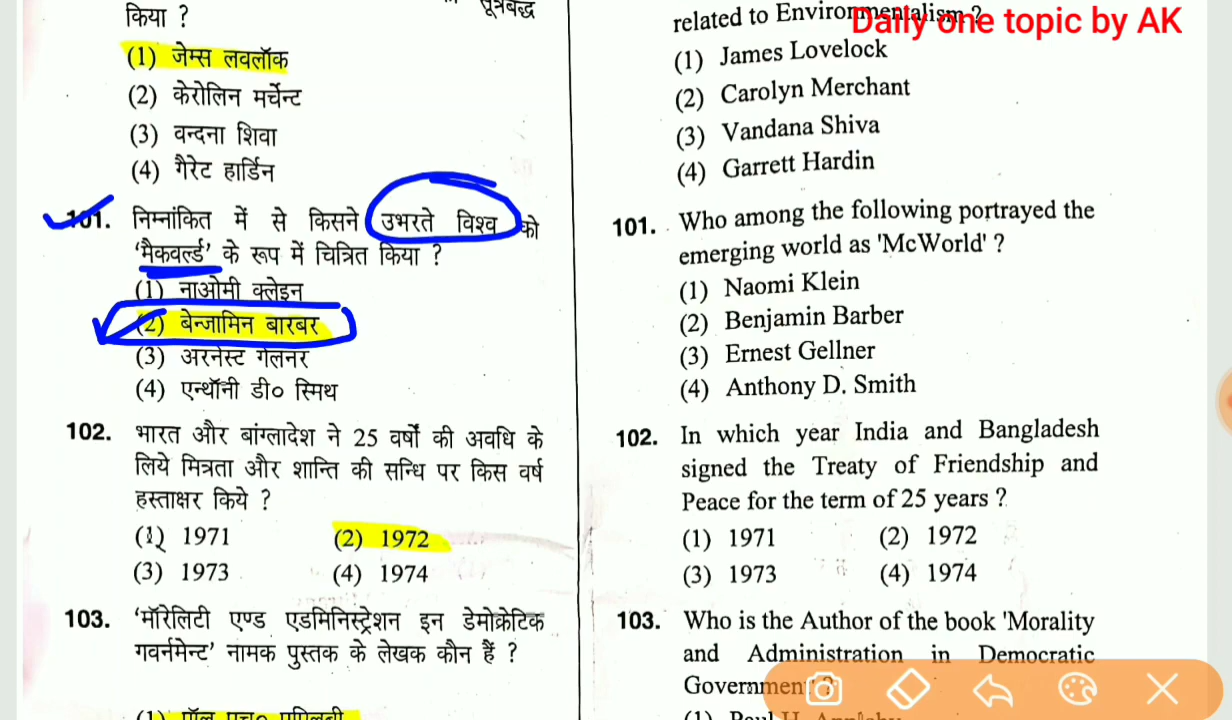 सूत्रबद्ध
किया ?
(1) जेम्स लवलॉक
(2) केरोलिन मर्चेन्ट
(3) वन्दना शिवा
(4) गैरेट हार्डिन
101. निम्नांकित में से किसने उभरते विश्व को
‘मैकवर्ल्ड’ के रूप में चित्रित किया ?
(1) नाओमी क्लेइन
(2) बेन्जामिन बारबर
(3) अरनेस्ट गेलनर
(4) एन्थॉनी डी० स्मिथ
102. भारत और बांग्लादेश ने 25 वर्षों की अवधि के
लिये मित्रता और शान्ति की सन्धि पर किस वर्ष
हस्ताक्षर किये ?
(1) 1971 (2) 1972
(3) 1973 (4) 1974
103. ‘मॉरेलिटी एण्ड एडमिनिस्ट्रेशन इन डेमोक्रेटिक
गवर्नमेन्ट’ नामक पुस्तक के लेखक कौन हैं ?
(1) पॉल एच०
related to Environmentalism ?
Daily one topic by AK
(1) James Lovelock
(2) Carolyn Merchant
(3) Vandana Shiva
(4) Garrett Hardin
101. Who among the following portrayed the
emerging world as 'McWorld' ?
(1) Naomi Klein
(2) Benjamin Barber
(3) Ernest Gellner
(4) Anthony D. Smith
102. In which year India and Bangladesh
signed the Treaty of Friendship and
Peace for the term of 25 years ?
(1) 1971 (2) 1972
(3) 1973 (4) 1974
103. Who is the Author of the book 'Morality
and Administration in Democratic
Government' ?
(1) Paul H.